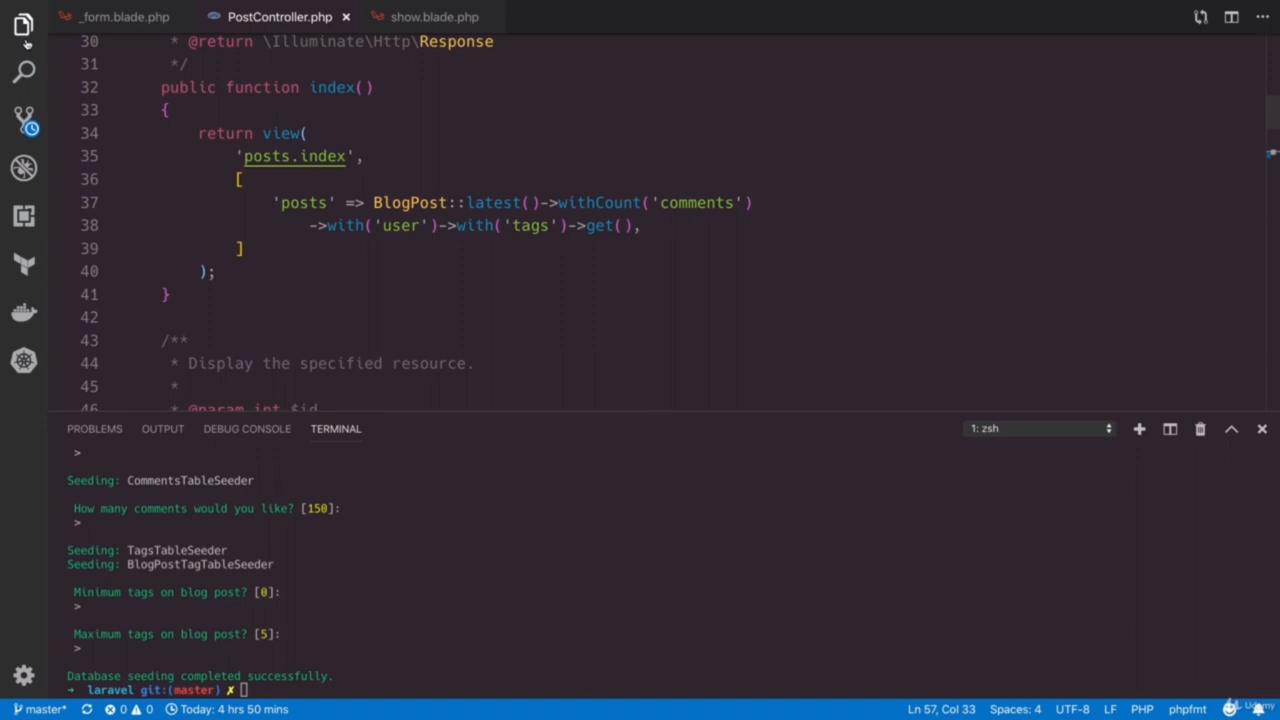 _form.blade.php PostController.php × show.blade.php ···
30 * @return \Illuminate\Http\Response
31 */
32 public function index()
33 {
34 return view(
35 'posts.index',
36 [
37 'posts' => BlogPost::latest()->withCount('comments')
38 ->with('user')->with('tags')->get(),
39 ]
40 );
41 }
42
43 /**
44 * Display the specified resource.
45 *
46 * @param int $id
PROBLEMS OUTPUT DEBUG CONSOLE TERMINAL 1: zsh
>
Seeding: CommentsTableSeeder
How many comments would you like? [150]:
>
Seeding: TagsTableSeeder
Seeding: BlogPostTagTableSeeder
Minimum tags on blog post? [0]:
>
Maximum tags on blog post? [5]:
>
Database seeding completed successfully.
→ laravel git:(master) ✗
master* 0 0 Today: 4 hrs 50 mins Ln 57, Col 33 Spaces: 4 UTF-8 LF PHP phpfmt Udemy